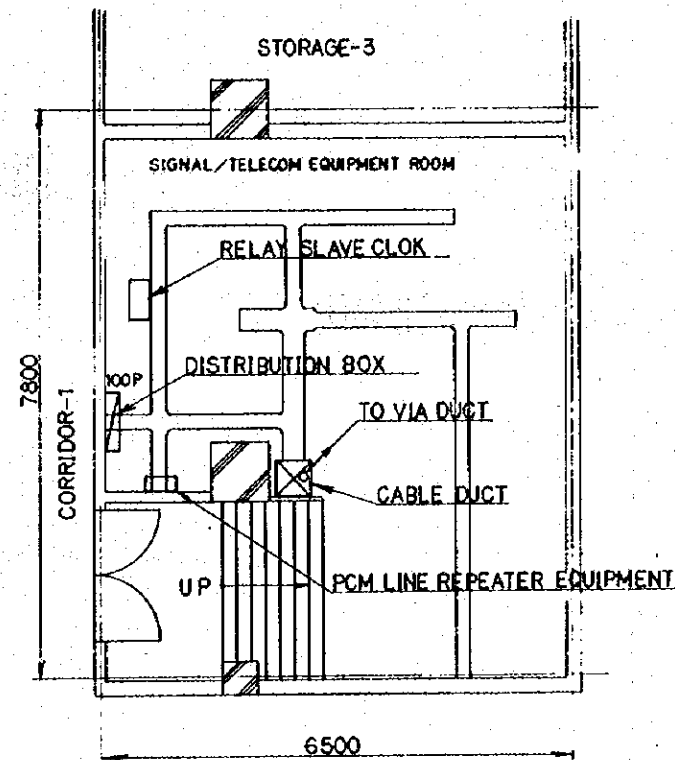 STORAGE-3
SIGNAL/TELECOM EQUIPMENT ROOM
RELAY SLAVE CLOK
7800
CORRIDOR-1
100P
DISTRIBUTION BOX
TO VIA DUCT
CABLE DUCT
UP
PCM LINE REPEATER EQUIPMENT
6500